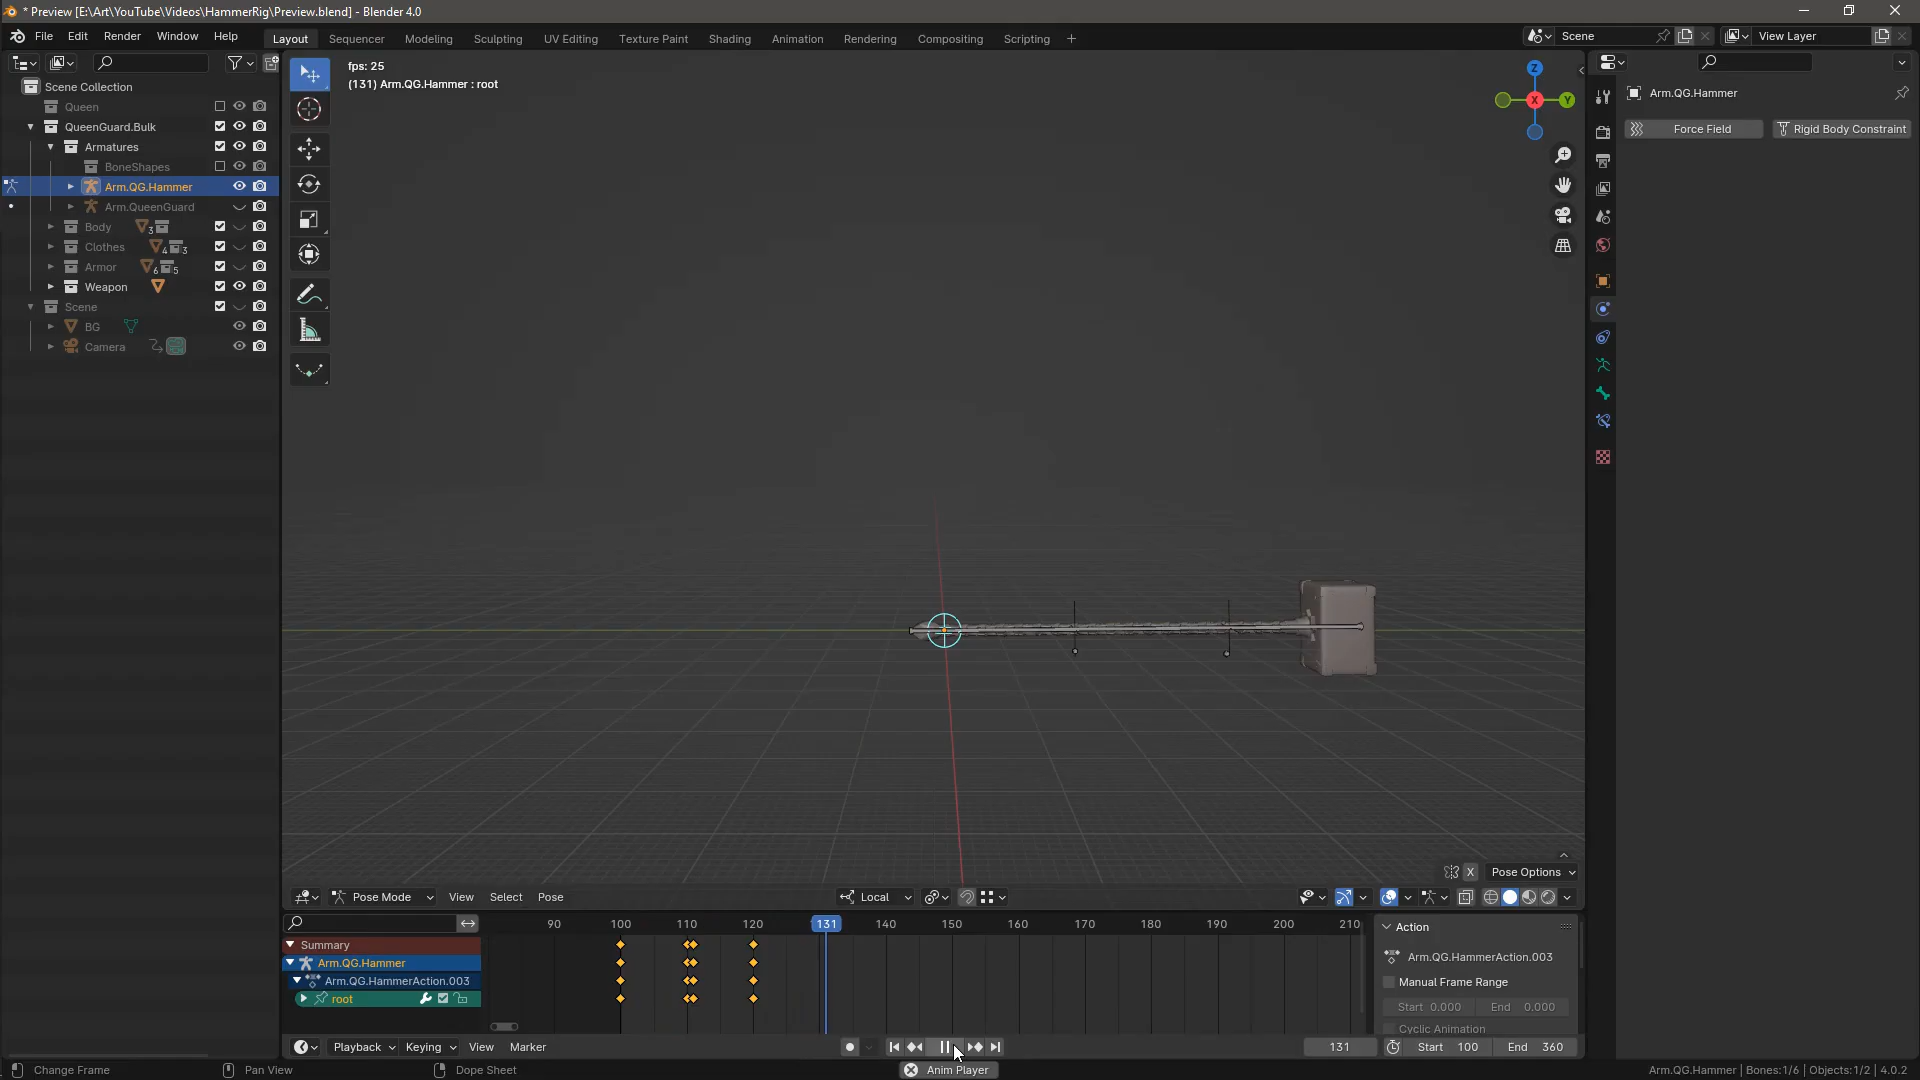 * Preview [E:\Art\YouTube\Videos\HammerRig\Preview.blend] - Blender 4.0
File Edit Render Window Help
Layout Sequencer Modeling Sculpting UV Editing Texture Paint Shading Animation Rendering Compositing Scripting +
Scene
View Layer
Scene Collection
Queen
QueenGuard.Bulk
Armatures
BoneShapes
Arm.QG.Hammer
Arm.QueenGuard
Body 3
Clothes 4 3
Armor 6 5
Weapon
Scene
BG
Camera
fps: 25
(131) Arm.QG.Hammer : root
Z
X
Y
Arm.QG.Hammer
Force Field
Rigid Body Constraint
X
Pose Options
Pose Mode View Select Pose
Local
90 100 110 120 131 140 150 160 170 180 190 200 210
Summary
Arm.QG.Hammer
Arm.QG.HammerAction.003
root
Action
Arm.QG.HammerAction.003
Manual Frame Range
Start 0.000 End 0.000
Cyclic Animation
Playback Keying View Marker
131 Start 100 End 360
Change Frame Pan View Dope Sheet
Anim Player
Arm.QG.Hammer | Bones:1/6 | Objects:1/2 | 4.0.2